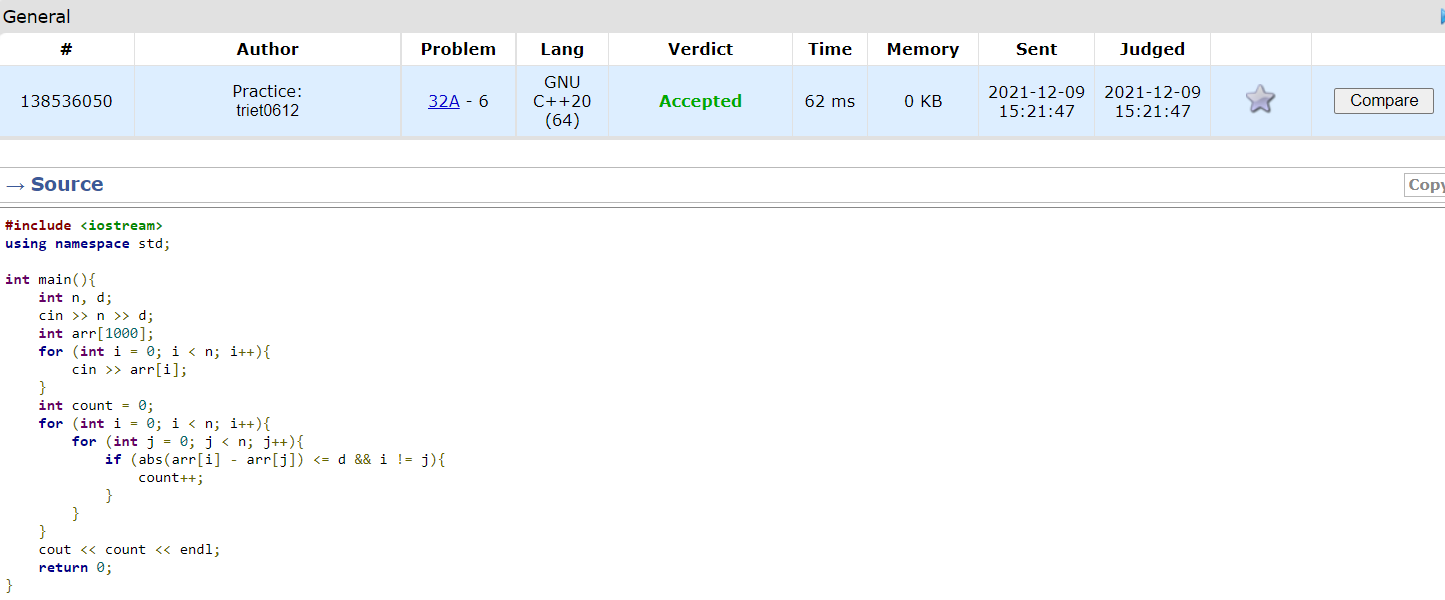 General
# Author Problem Lang Verdict Time Memory Sent Judged
138536050 Practice: triet0612 32A - 6 GNU C++20 (64) Accepted 62 ms 0 KB 2021-12-09 15:21:47 2021-12-09 15:21:47 Compare
→ Source
Copy
#include <iostream>
using namespace std;

int main(){
    int n, d;
    cin >> n >> d;
    int arr[1000];
    for (int i = 0; i < n; i++){
        cin >> arr[i];
    }
    int count = 0;
    for (int i = 0; i < n; i++){
        for (int j = 0; j < n; j++){
            if (abs(arr[i] - arr[j]) <= d && i != j){
                count++;
            }
        }
    }
    cout << count << endl;
    return 0;
}